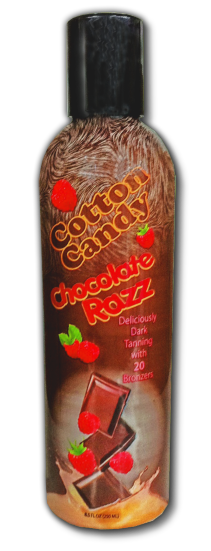 Cotton
Candy
Chocolate
Razz
Deliciously
Dark
Tanning
with
20
Bronzers